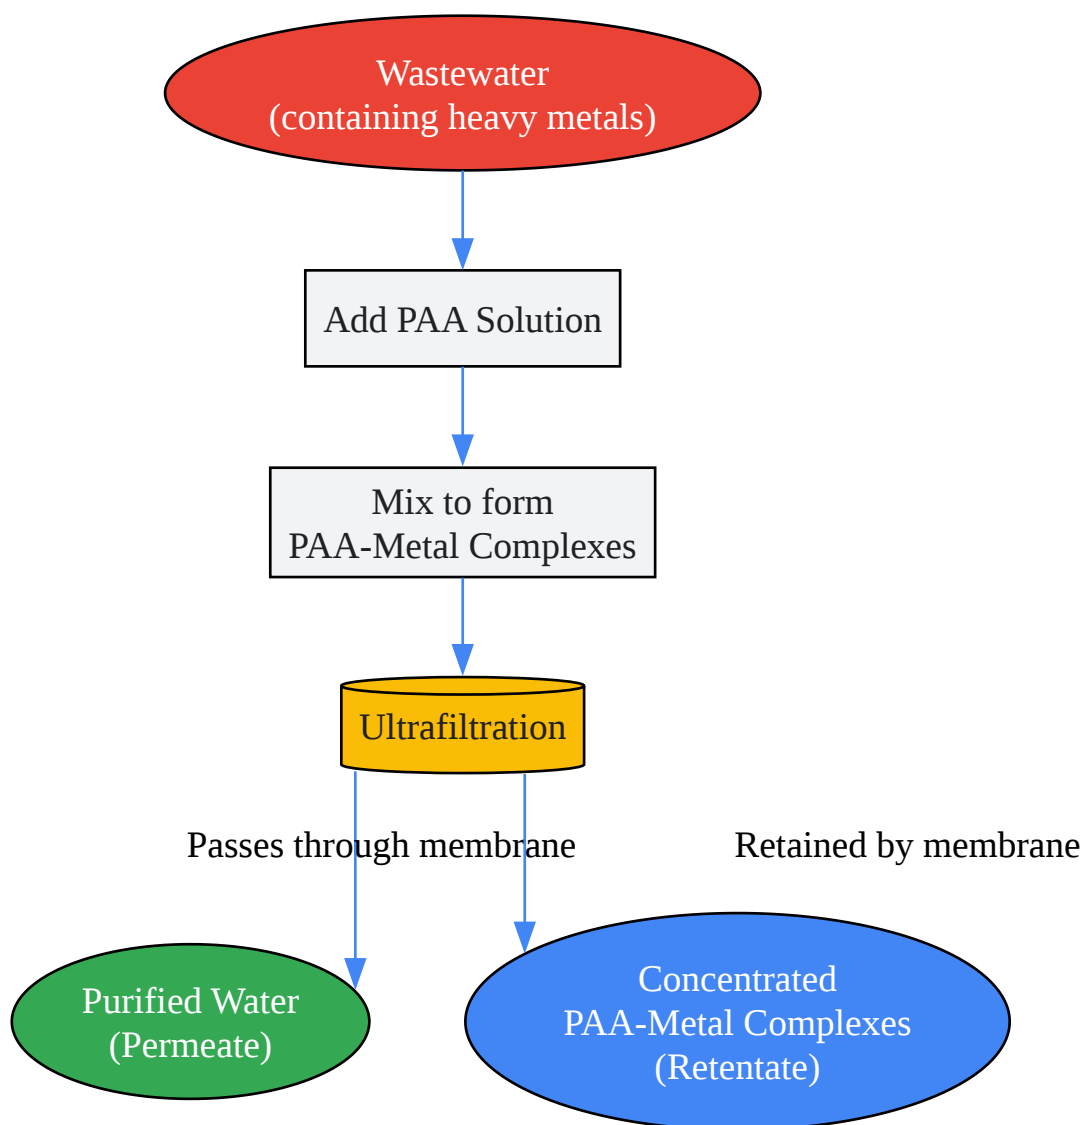 Wastewater
(containing heavy metals)
Add PAA Solution
Mix to form
PAA-Metal Complexes
Ultrafiltration
Passes through membrane
Retained by membrane
Purified Water
(Permeate)
Concentrated
PAA-Metal Complexes
(Retentate)